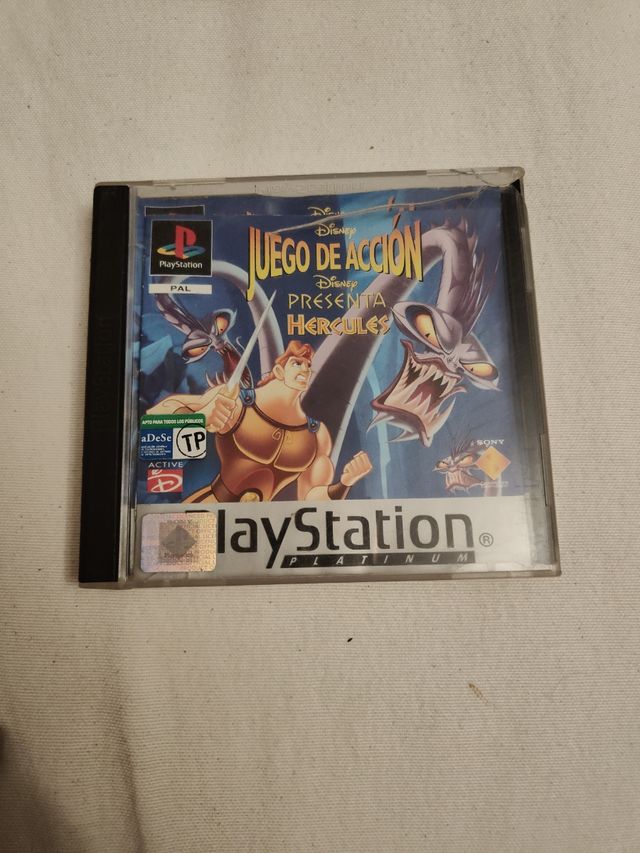 Disney
Disney
JUEGO DE ACCIÓN
Disney
PRESENTA
HERCULES
PlayStation
PAL
APTO PARA TODOS LOS PÚBLICOS
aDeSe
TP
ACTIVE
SONY
PlayStation®
PLATINUM